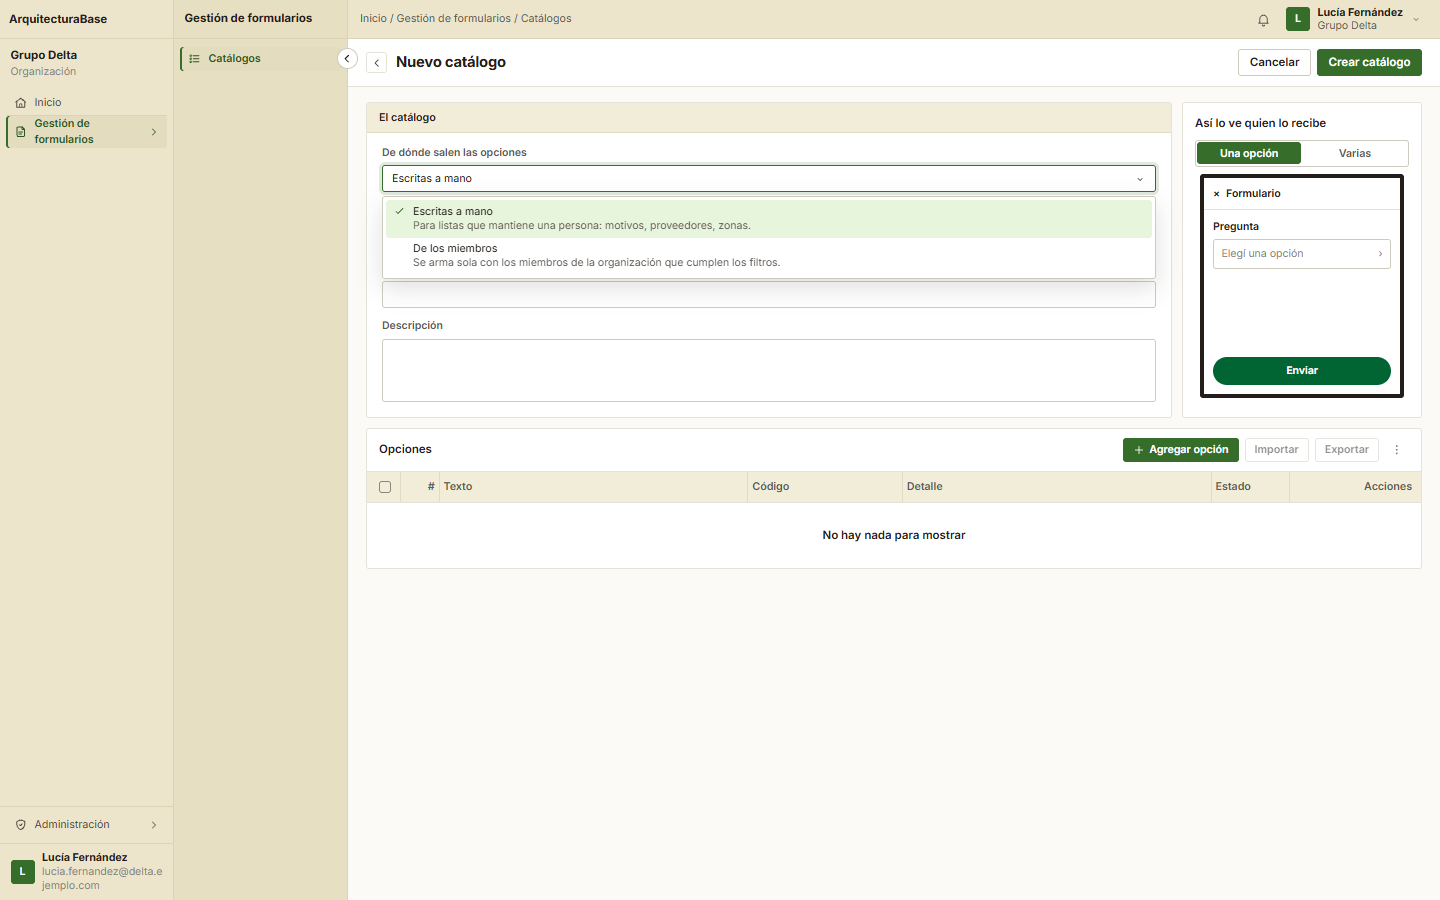 ArquitecturaBase
Grupo Delta
Organización
Inicio
Gestión de
formularios
Administración
L
Lucía Fernández
lucia.fernandez@delta.e
jemplo.com
Gestión de formularios
Catálogos
Inicio / Gestión de formularios / Catálogos
L
Lucía Fernández
Grupo Delta
Nuevo catálogo
Cancelar
Crear catálogo
El catálogo
De dónde salen las opciones
Escritas a mano
Escritas a mano
Para listas que mantiene una persona: motivos, proveedores, zonas.
De los miembros
Se arma sola con los miembros de la organización que cumplen los filtros.
Descripción
Así lo ve quien lo recibe
Una opción
Varias
× Formulario
Pregunta
Elegí una opción
Enviar
Opciones
+ Agregar opción
Importar
Exportar
#
Texto
Código
Detalle
Estado
Acciones
No hay nada para mostrar